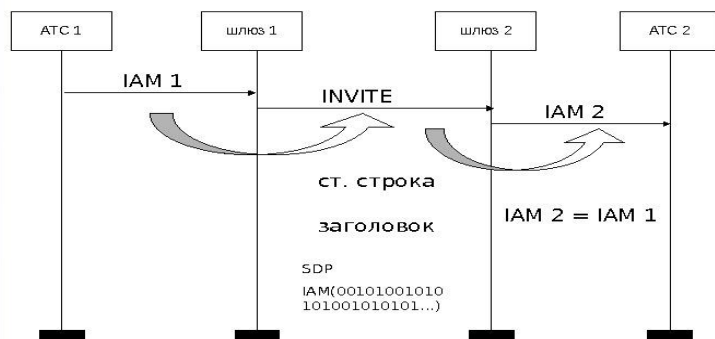 АТС 1
шлюз 1
шлюз 2
АТС 2
IAM 1
INVITE
IAM 2
ст. строка
заголовок
IAM 2 = IAM 1
SDP
IAM(00101001010
101001010101...)